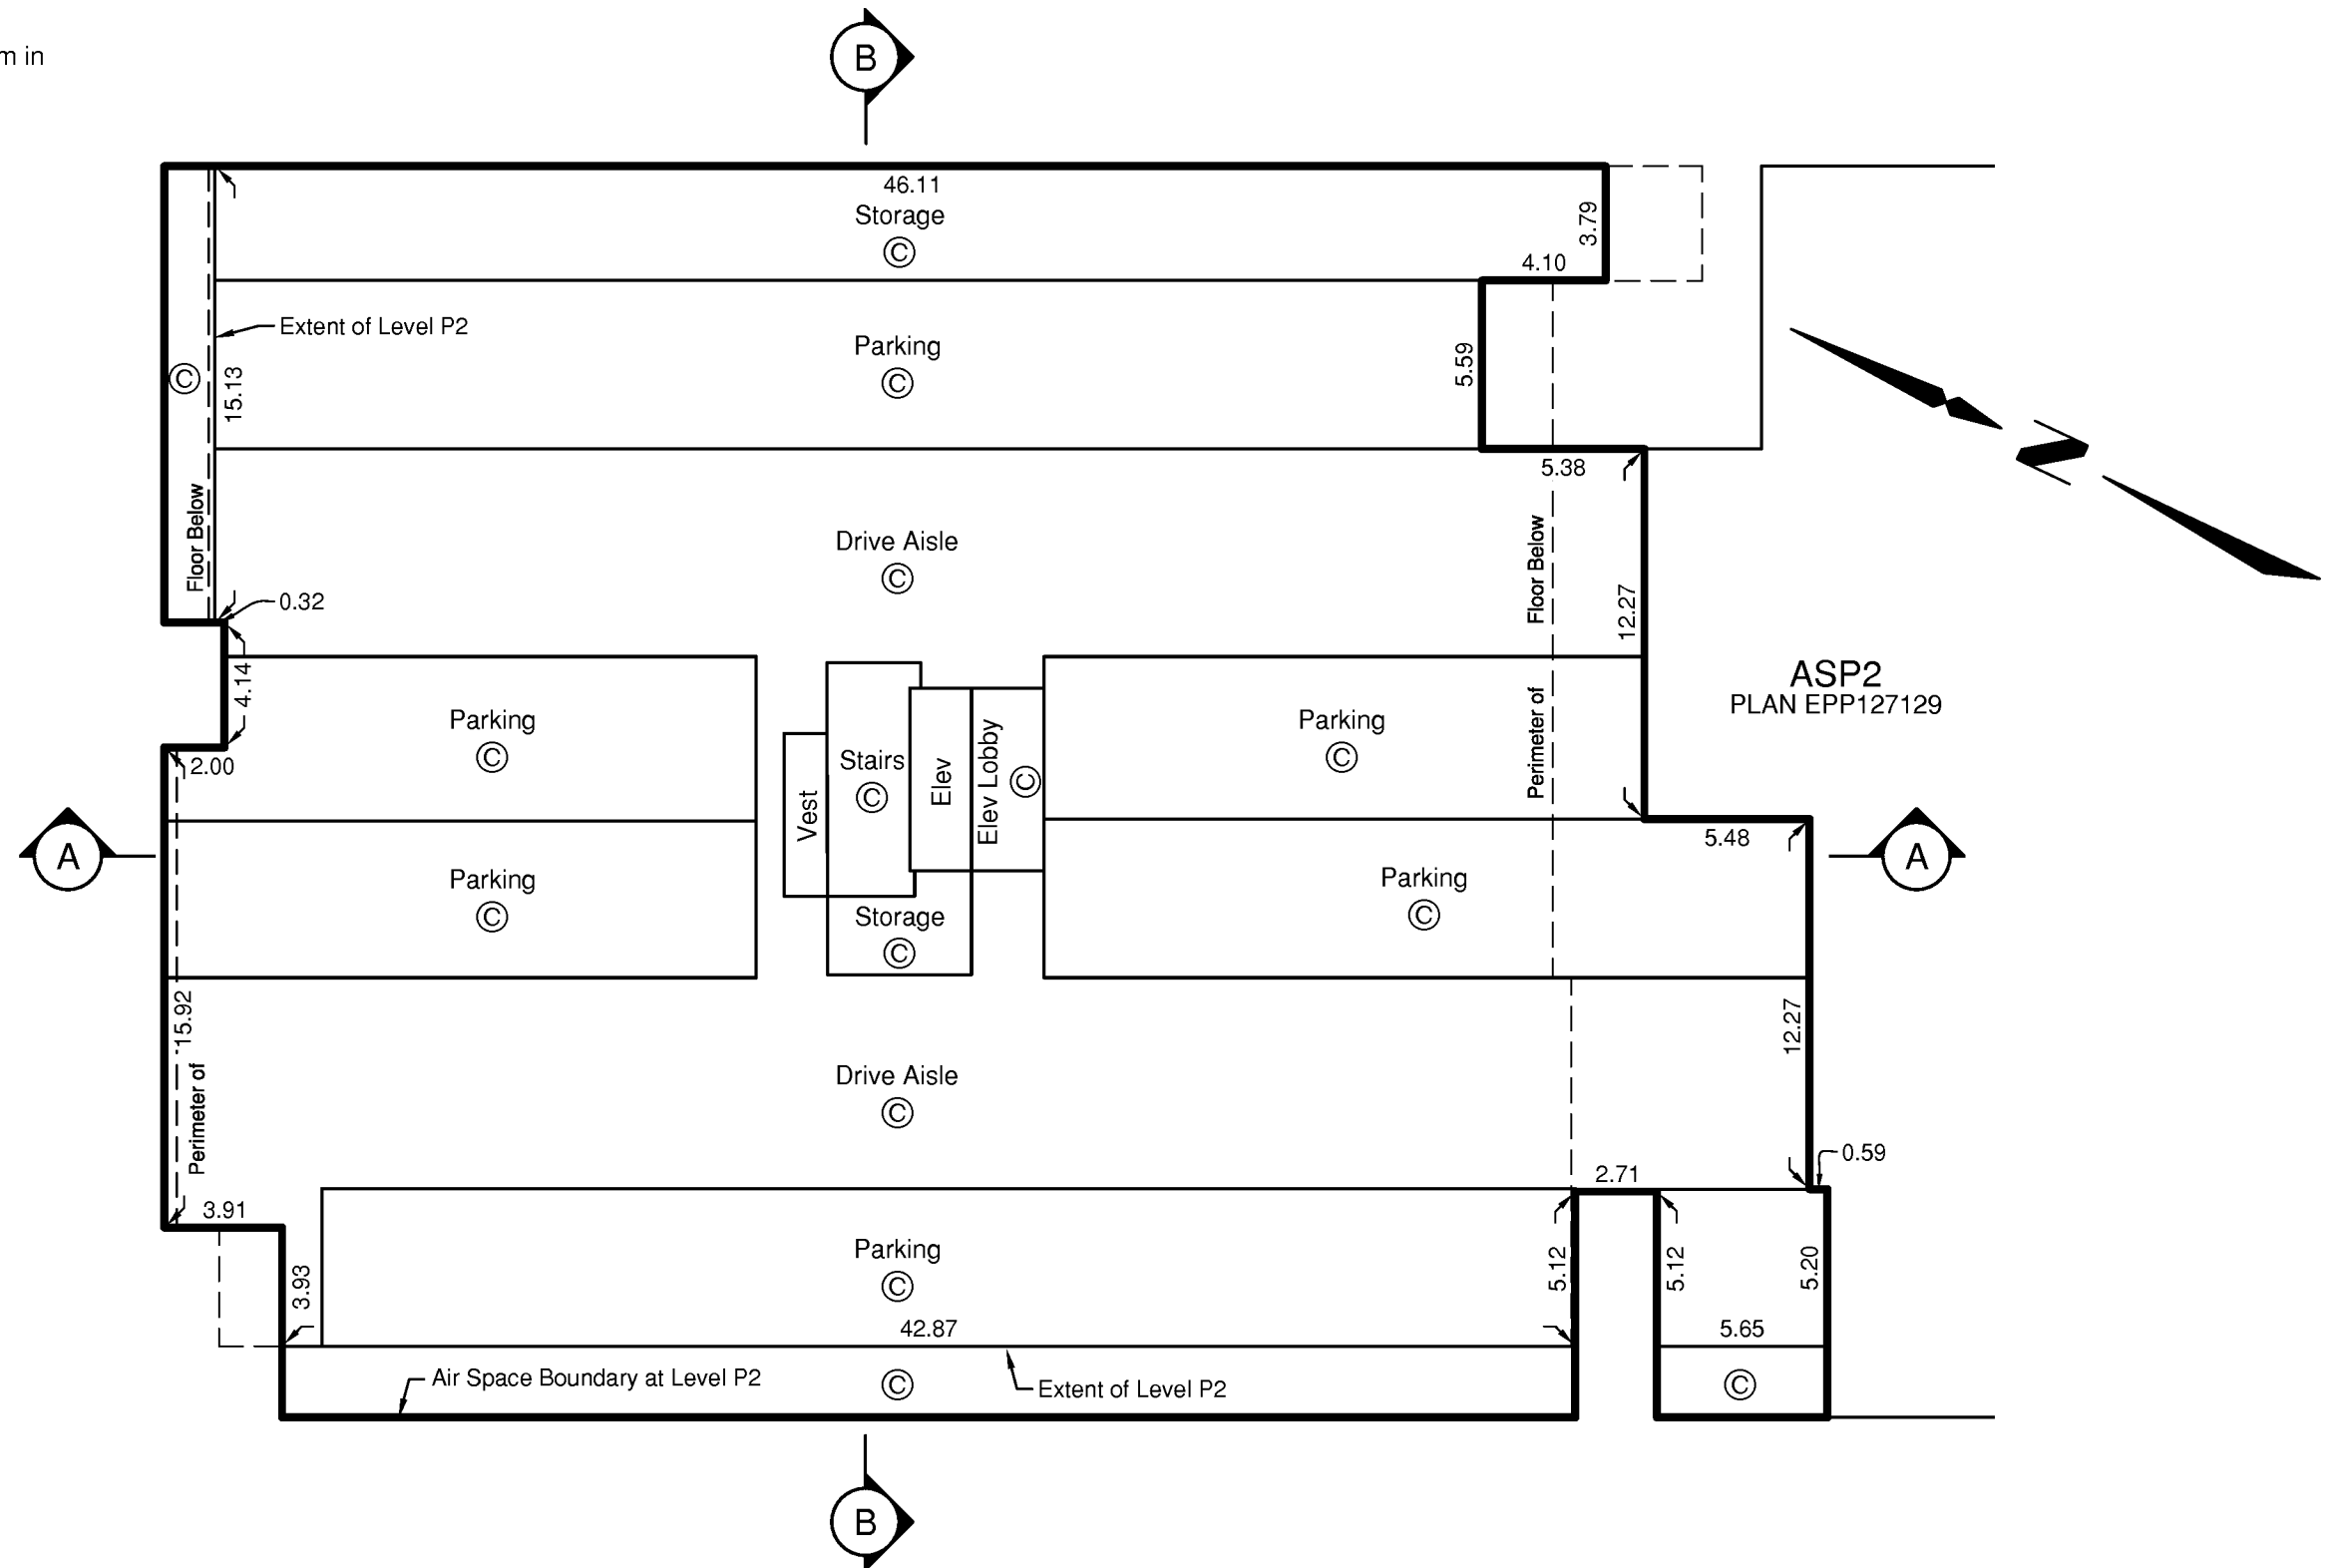 m in
B
46.11
Storage
©
3.79
4.10
Extent of Level P2
Parking
©
©
15.13
5.59
N
5.38
Floor Below
Drive Aisle
©
Floor Below
12.27
0.32
4.14
Parking
©
Stairs
©
Vest
Elev
Elev Lobby
©
Parking
©
Perimeter of
ASP2
PLAN EPP127129
2.00
5.48
A
A
Parking
©
Storage
©
Parking
©
15.92
Perimeter of
12.27
Drive Aisle
©
0.59
2.71
3.91
Parking
©
3.93
5.12
5.12
5.20
42.87
5.65
Air Space Boundary at Level P2
©
Extent of Level P2
©
B